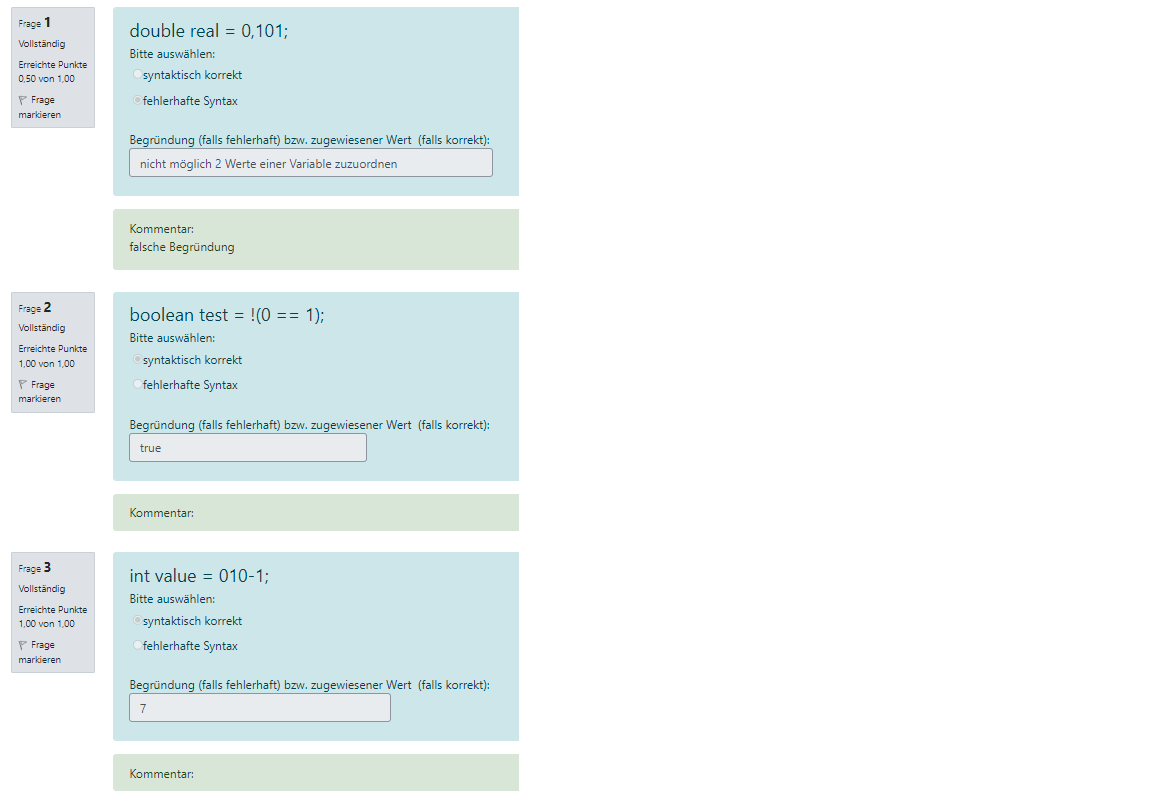 Frage 1
Vollständig
Erreichte Punkte
0,50 von 1,00
Frage
markieren
double real = 0,101;
Bitte auswählen:
syntaktisch korrekt
fehlerhafte Syntax
Begründung (falls fehlerhaft) bzw. zugewiesener Wert (falls korrekt):
nicht möglich 2 Werte einer Variable zuzuordnen
Kommentar:
falsche Begründung
Frage 2
Vollständig
Erreichte Punkte
1,00 von 1,00
Frage
markieren
boolean test = !(0 == 1);
Bitte auswählen:
syntaktisch korrekt
fehlerhafte Syntax
Begründung (falls fehlerhaft) bzw. zugewiesener Wert (falls korrekt):
true
Kommentar:
Frage 3
Vollständig
Erreichte Punkte
1,00 von 1,00
Frage
markieren
int value = 010-1;
Bitte auswählen:
syntaktisch korrekt
fehlerhafte Syntax
Begründung (falls fehlerhaft) bzw. zugewiesener Wert (falls korrekt):
7
Kommentar: